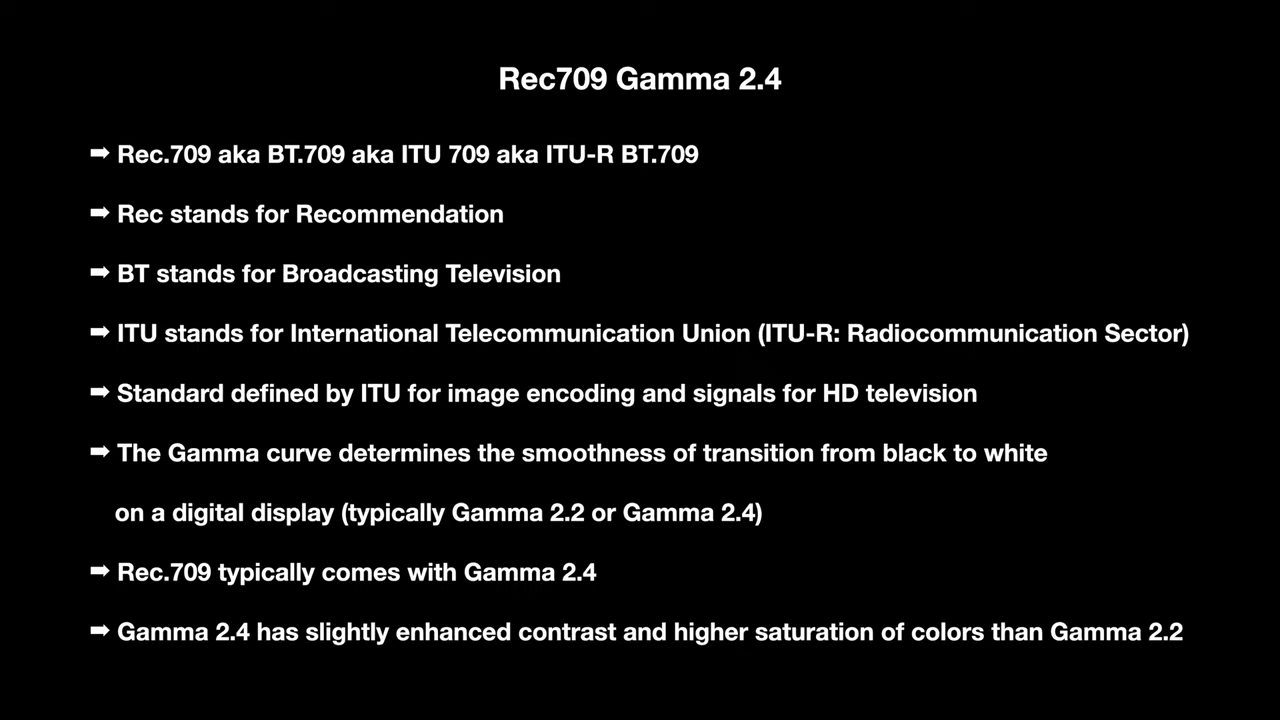 Rec709 Gamma 2.4
➡ Rec.709 aka BT.709 aka ITU 709 aka ITU-R BT.709
➡ Rec stands for Recommendation
➡ BT stands for Broadcasting Television
➡ ITU stands for International Telecommunication Union (ITU-R: Radiocommunication Sector)
➡ Standard defined by ITU for image encoding and signals for HD television
➡ The Gamma curve determines the smoothness of transition from black to white
on a digital display (typically Gamma 2.2 or Gamma 2.4)
➡ Rec.709 typically comes with Gamma 2.4
➡ Gamma 2.4 has slightly enhanced contrast and higher saturation of colors than Gamma 2.2